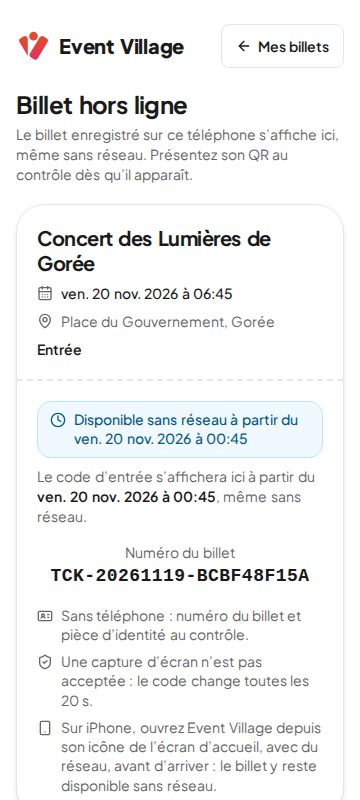 Event Village
Mes billets
Billet hors ligne
Le billet enregistré sur ce téléphone s’affiche ici,
même sans réseau. Présentez son QR au
contrôle dès qu’il apparaît.
Concert des Lumières de
Gorée
ven. 20 nov. 2026 à 06:45
Place du Gouvernement, Gorée
Entrée
Disponible sans réseau à partir du
ven. 20 nov. 2026 à 00:45
Le code d’entrée s’affichera ici à partir du
ven. 20 nov. 2026 à 00:45, même sans
réseau.
Numéro du billet
TCK-20261119-BCBF48F15A
Sans téléphone : numéro du billet et
pièce d’identité au contrôle.
Une capture d’écran n’est pas
acceptée : le code change toutes les
20 s.
Sur iPhone, ouvrez Event Village depuis
son icône de l’écran d’accueil, avec du
réseau, avant d’arriver : le billet y reste
disponible sans réseau.